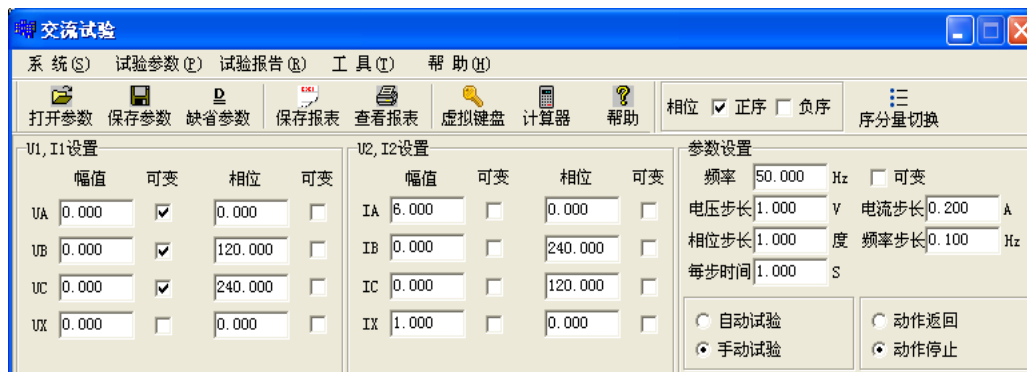 交流试验
系 统(S) 试验参数(P) 试验报告(R) 工 具(T) 帮 助(H)
打开参数 保存参数 D 缺省参数 保存报表 查看报表 虚拟键盘 计算器 帮助 相位 正序 负序 序分量切换
U1,I1设置 U2,I2设置 参数设置
幅值 可变 相位 可变 幅值 可变 相位 可变 频率 50.000 Hz 可变
UA 0.000 0.000 IA 6.000 0.000 电压步长 1.000 V 电流步长 0.200 A
UB 0.000 120.000 IB 0.000 240.000 相位步长 1.000 度 频率步长 0.100 Hz
UC 0.000 240.000 IC 0.000 120.000 每步时间 1.000 S
UX 0.000 0.000 IX 1.000 0.000 自动试验 动作返回
手动试验 动作停止